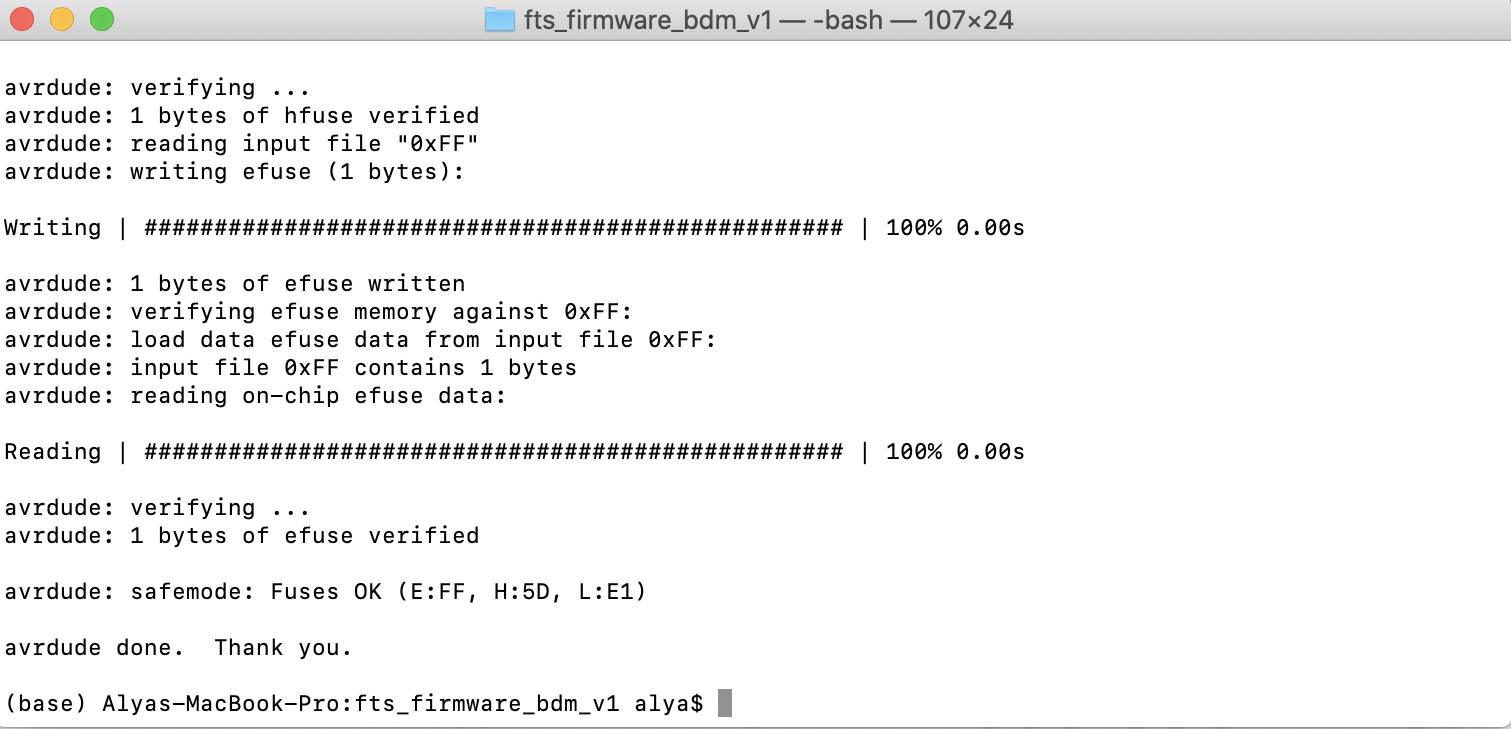 fts_firmware_bdm_v1 — -bash — 107×24
avrdude: verifying ...
avrdude: 1 bytes of hfuse verified
avrdude: reading input file "0xFF"
avrdude: writing efuse (1 bytes):
Writing | ################################################## | 100% 0.00s
avrdude: 1 bytes of efuse written
avrdude: verifying efuse memory against 0xFF:
avrdude: load data efuse data from input file 0xFF:
avrdude: input file 0xFF contains 1 bytes
avrdude: reading on-chip efuse data:
Reading | ################################################## | 100% 0.00s
avrdude: verifying ...
avrdude: 1 bytes of efuse verified
avrdude: safemode: Fuses OK (E:FF, H:5D, L:E1)
avrdude done.  Thank you.
(base) Alyas-MacBook-Pro:fts_firmware_bdm_v1 alya$